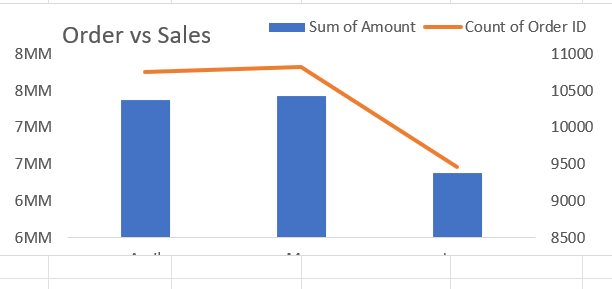 Order vs Sales
Sum of Amount
Count of Order ID
8MM
8MM
7MM
7MM
6MM
6MM
11000
10500
10000
9500
9000
8500